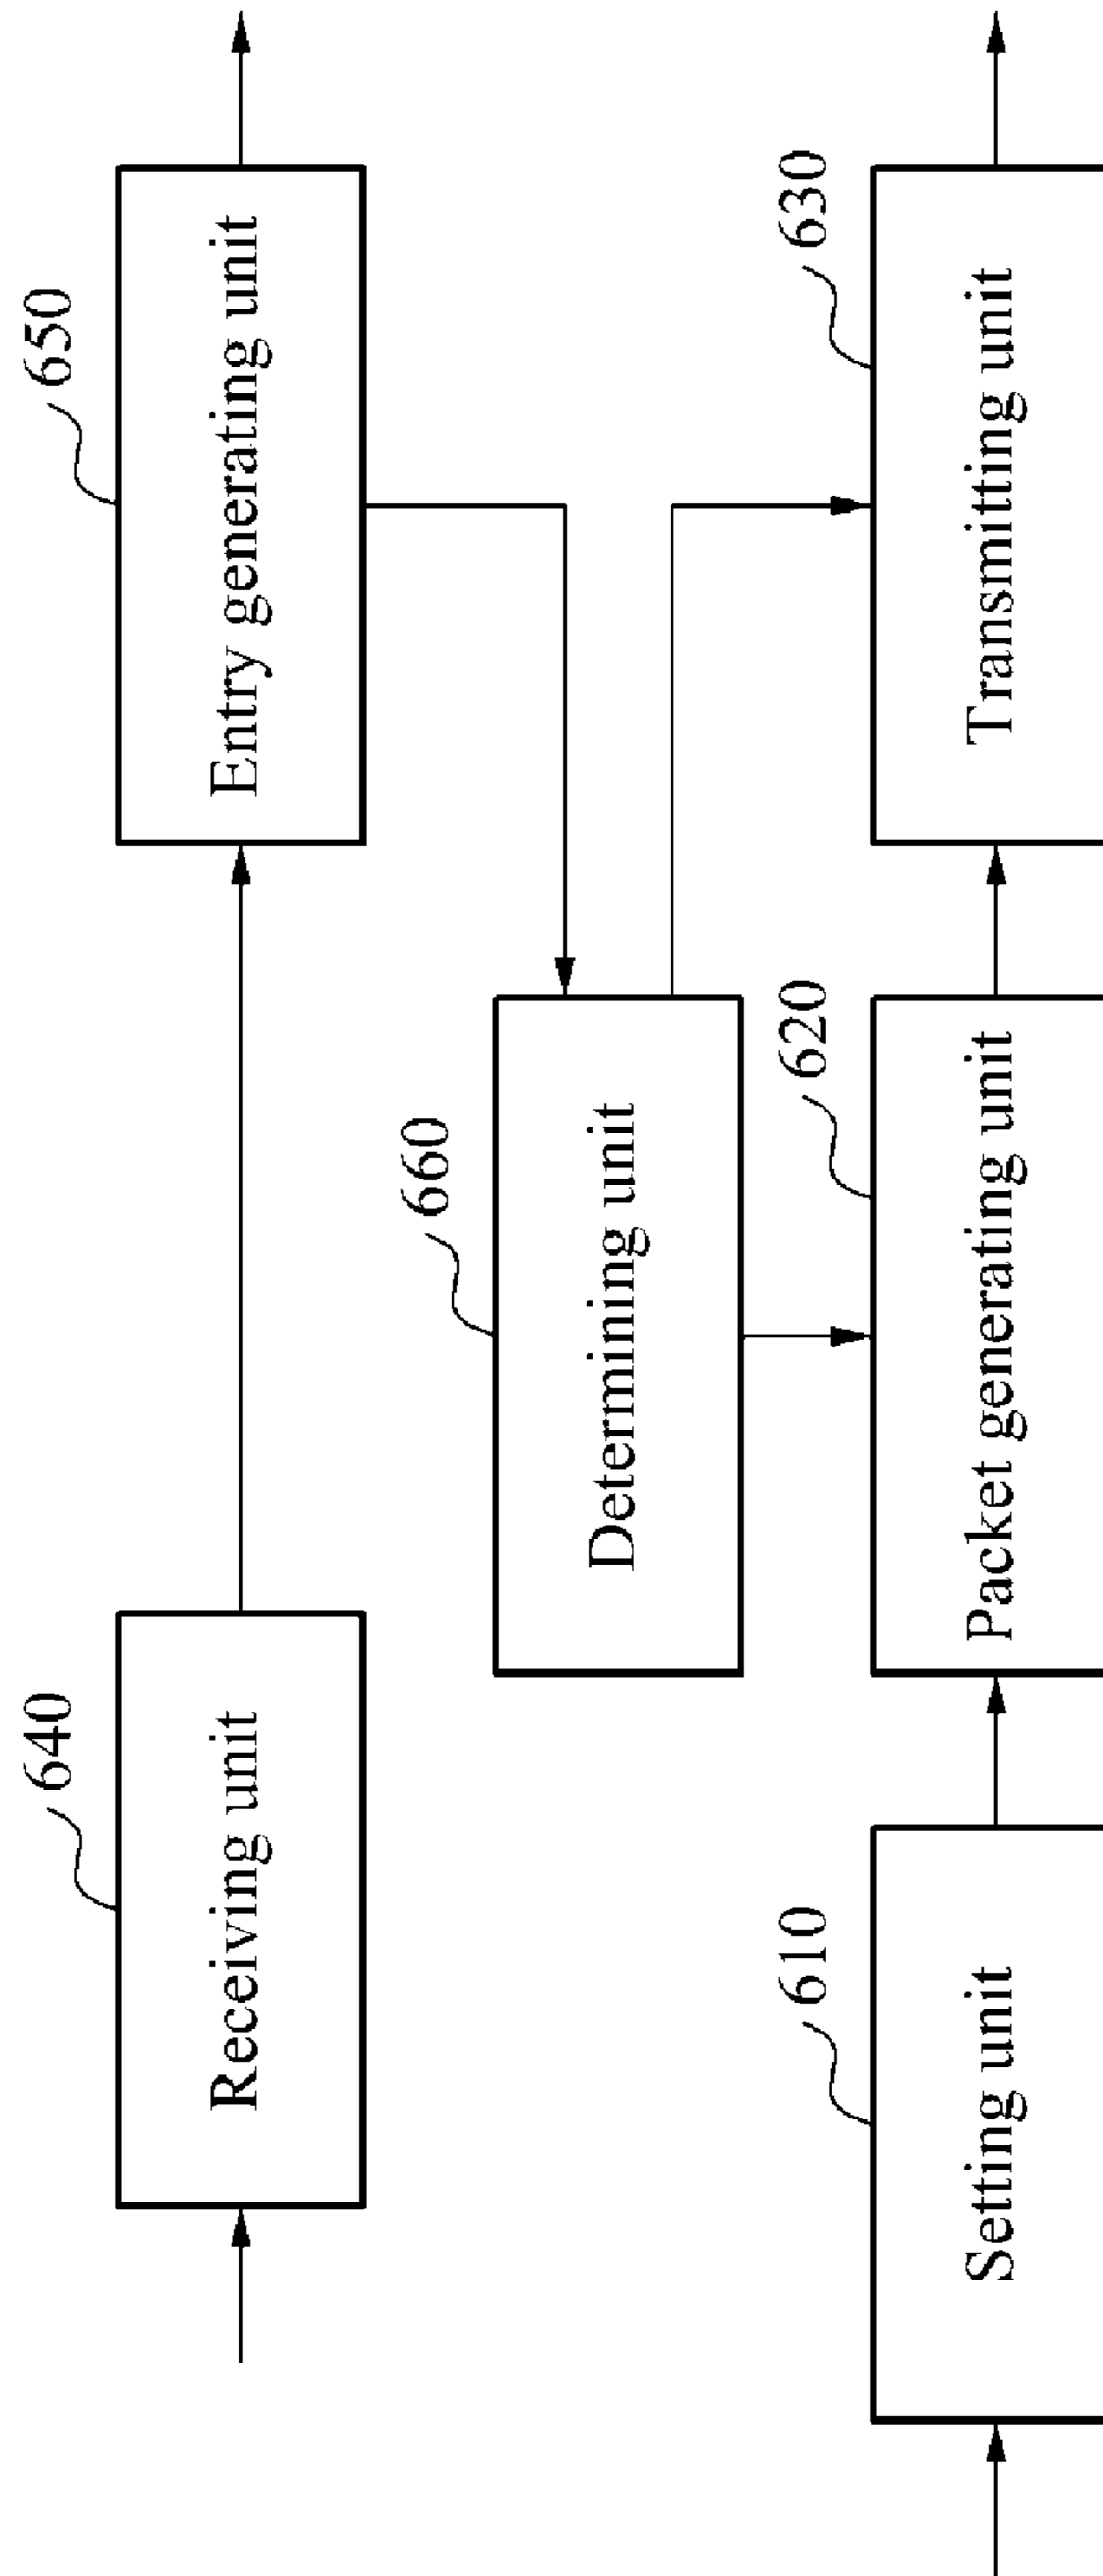 640
Receiving unit
650
Entry generating unit
660
Determining unit
610
Setting unit
620
Packet generating unit
630
Transmitting unit